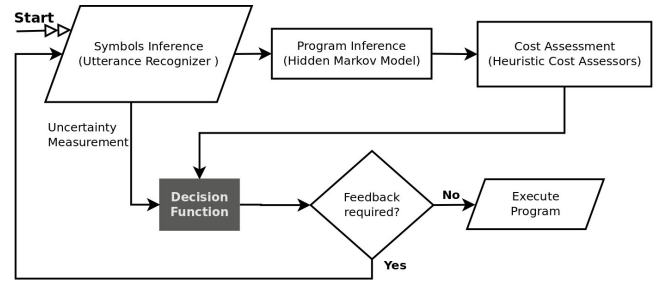 Start
Symbols Inference
(Utterance Recognizer )
Program Inference
(Hidden Markov Model)
Cost Assessment
(Heuristic Cost Assessors)
Uncertainty
Measurement
Decision
Function
Feedback
required?
No
Execute
Program
Yes